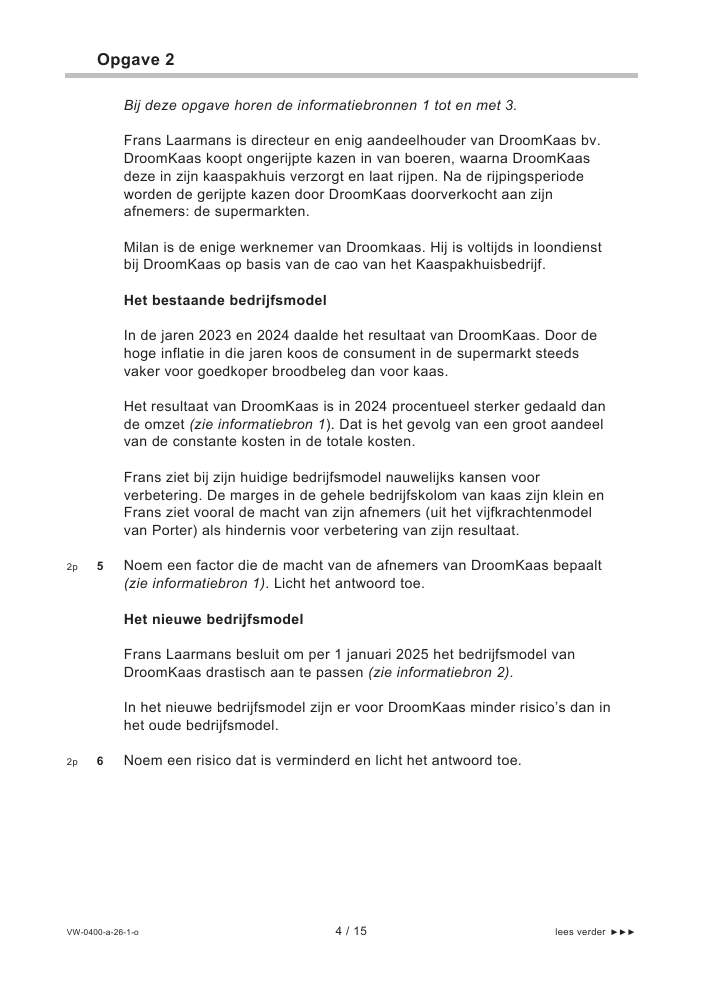 Opgave 2
Bij deze opgave horen de informatiebronnen 1 tot en met 3.
Frans Laarmans is directeur en enig aandeelhouder van DroomKaas bv.
DroomKaas koopt ongerijpte kazen in van boeren, waarna DroomKaas
deze in zijn kaaspakhuis verzorgt en laat rijpen. Na de rijpingsperiode
worden de gerijpte kazen door DroomKaas doorverkocht aan zijn
afnemers: de supermarkten.
Milan is de enige werknemer van Droomkaas. Hij is voltijds in loondienst
bij DroomKaas op basis van de cao van het Kaaspakhuisbedrijf.
Het bestaande bedrijfsmodel
In de jaren 2023 en 2024 daalde het resultaat van DroomKaas. Door de
hoge inflatie in die jaren koos de consument in de supermarkt steeds
vaker voor goedkoper broodbeleg dan voor kaas.
Het resultaat van DroomKaas is in 2024 procentueel sterker gedaald dan
de omzet (zie informatiebron 1). Dat is het gevolg van een groot aandeel
van de constante kosten in de totale kosten.
Frans ziet bij zijn huidige bedrijfsmodel nauwelijks kansen voor
verbetering. De marges in de gehele bedrijfskolom van kaas zijn klein en
Frans ziet vooral de macht van zijn afnemers (uit het vijfkrachtenmodel
van Porter) als hindernis voor verbetering van zijn resultaat.
2p 5 Noem een factor die de macht van de afnemers van DroomKaas bepaalt
(zie informatiebron 1). Licht het antwoord toe.
Het nieuwe bedrijfsmodel
Frans Laarmans besluit om per 1 januari 2025 het bedrijfsmodel van
DroomKaas drastisch aan te passen (zie informatiebron 2).
In het nieuwe bedrijfsmodel zijn er voor DroomKaas minder risico's dan in
het oude bedrijfsmodel.
2p 6 Noem een risico dat is verminderd en licht het antwoord toe.
VW-0400-a-26-1-o 4 / 15 lees verder ►►►